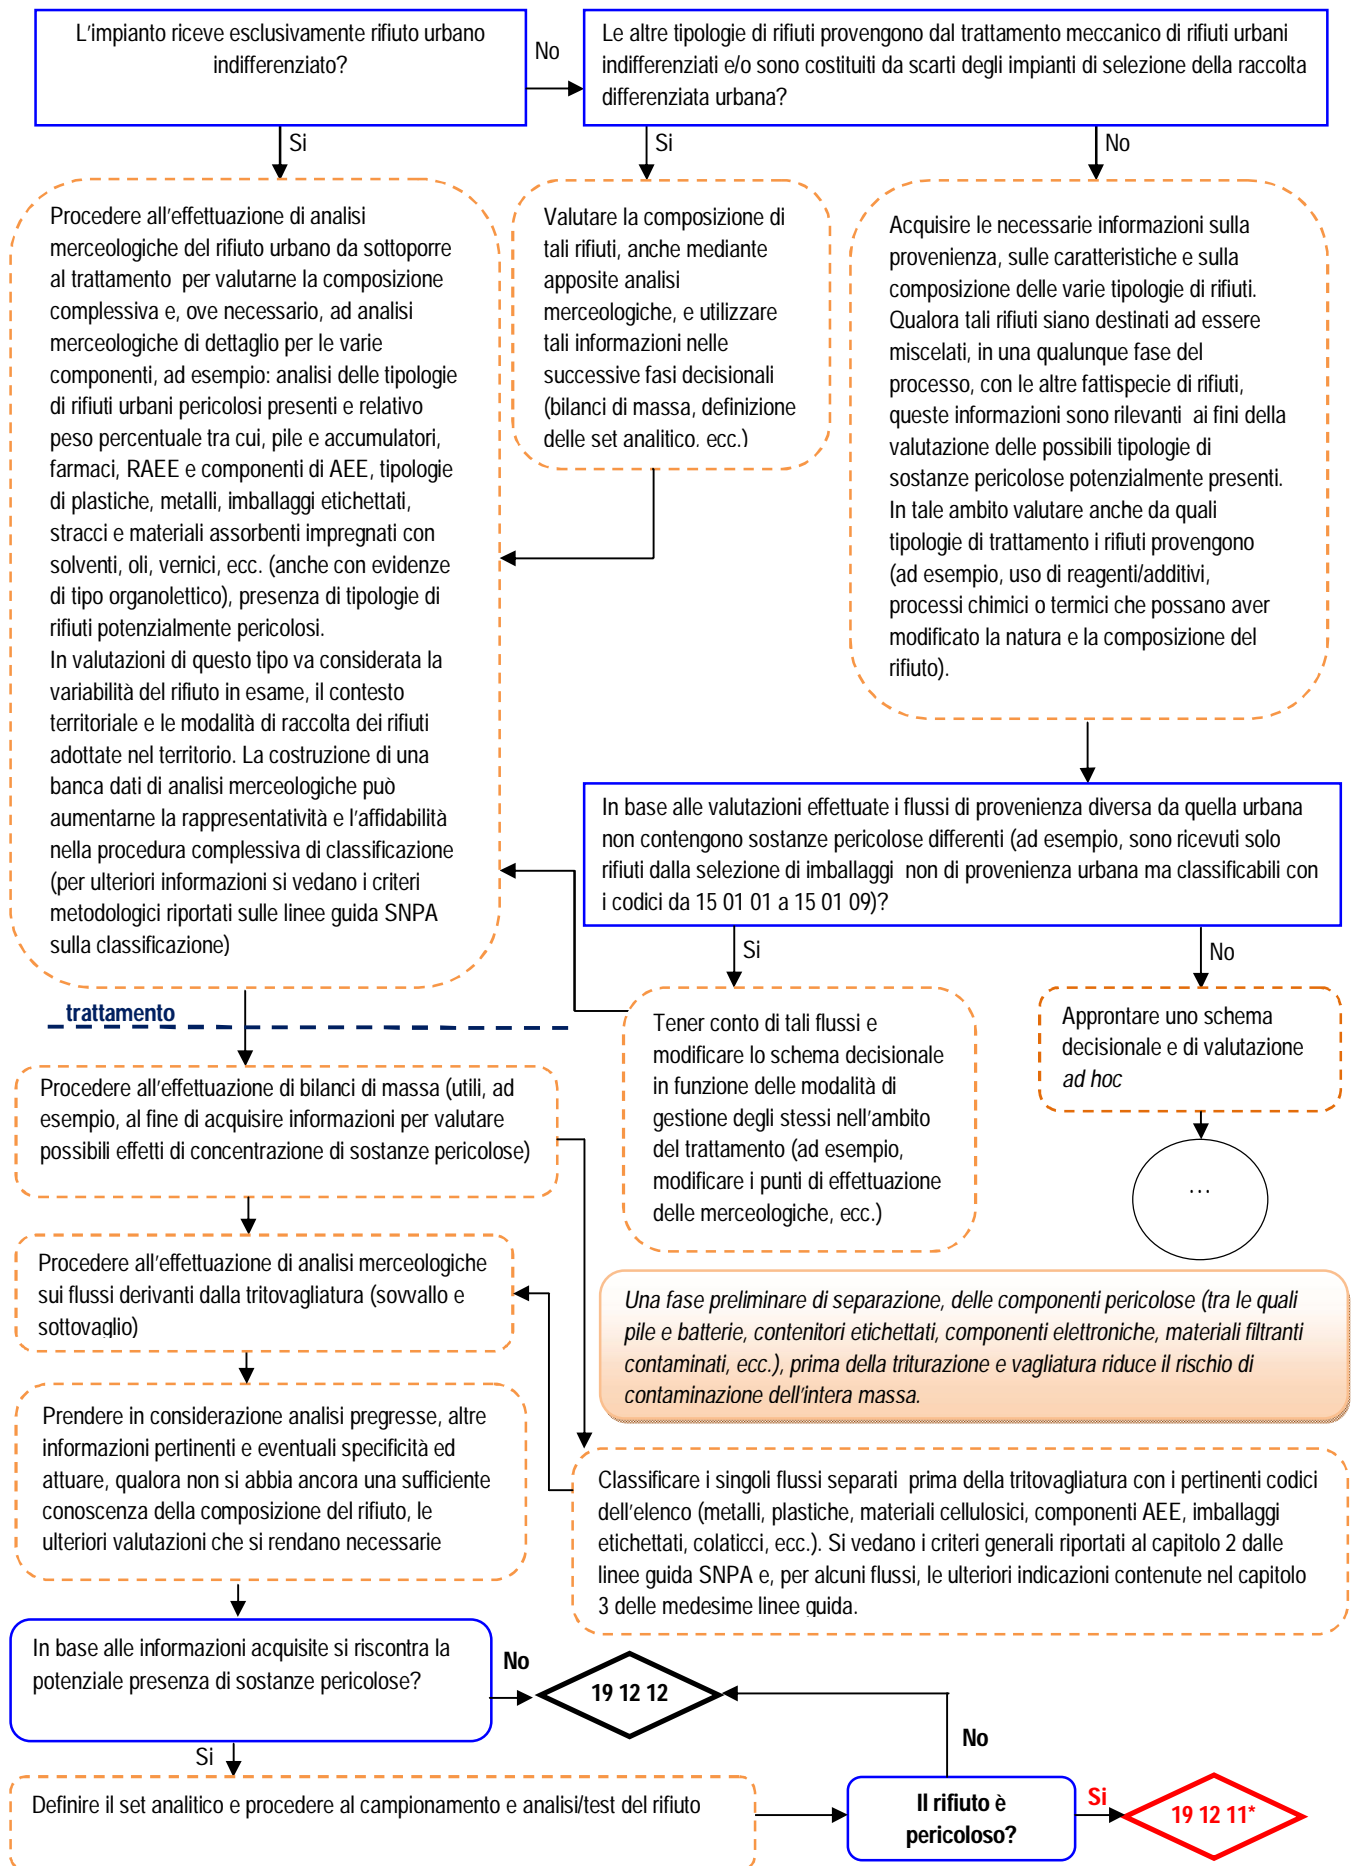 L'impianto riceve esclusivamente rifiuto urbano
indifferenziato?
No
Le altre tipologie di rifiuti provengono dal trattamento meccanico di rifiuti urbani
indifferenziati e/o sono costituiti da scarti degli impianti di selezione della raccolta
differenziata urbana?
Si
Si
No
Procedere all'effettuazione di analisi
merceologiche del rifiuto urbano da sottoporre
al trattamento per valutarne la composizione
complessiva e, ove necessario, ad analisi
merceologiche di dettaglio per le varie
componenti, ad esempio: analisi delle tipologie
di rifiuti urbani pericolosi presenti e relativo
peso percentuale tra cui, pile e accumulatori,
farmaci, RAEE e componenti di AEE, tipologie
di plastiche, metalli, imballaggi etichettati,
stracci e materiali assorbenti impregnati con
solventi, oli, vernici, ecc. (anche con evidenze
di tipo organolettico), presenza di tipologie di
rifiuti potenzialmente pericolosi.
In valutazioni di questo tipo va considerata la
variabilità del rifiuto in esame, il contesto
territoriale e le modalità di raccolta dei rifiuti
adottate nel territorio. La costruzione di una
banca dati di analisi merceologiche può
aumentarne la rappresentatività e l'affidabilità
nella procedura complessiva di classificazione
(per ulteriori informazioni si vedano i criteri
metodologici riportati sulle linee guida SNPA
sulla classificazione)
Valutare la composizione di
tali rifiuti, anche mediante
apposite analisi
merceologiche, e utilizzare
tali informazioni nelle
successive fasi decisionali
(bilanci di massa, definizione
delle set analitico, ecc.)
Acquisire le necessarie informazioni sulla
provenienza, sulle caratteristiche e sulla
composizione delle varie tipologie di rifiuti.
Qualora tali rifiuti siano destinati ad essere
miscelati, in una qualunque fase del
processo, con le altre fattispecie di rifiuti,
queste informazioni sono rilevanti ai fini della
valutazione delle possibili tipologie di
sostanze pericolose potenzialmente presenti.
In tale ambito valutare anche da quali
tipologie di trattamento i rifiuti provengono
(ad esempio, uso di reagenti/additivi,
processi chimici o termici che possano aver
modificato la natura e la composizione del
rifiuto).
In base alle valutazioni effettuate i flussi di provenienza diversa da quella urbana
non contengono sostanze pericolose differenti (ad esempio, sono ricevuti solo
rifiuti dalla selezione di imballaggi non di provenienza urbana ma classificabili con
i codici da 15 01 01 a 15 01 09)?
Si
No
trattamento
Tener conto di tali flussi e
modificare lo schema decisionale
in funzione delle modalità di
gestione degli stessi nell'ambito
del trattamento (ad esempio,
modificare i punti di effettuazione
delle merceologiche, ecc.)
Approntare uno schema
decisionale e di valutazione
ad hoc
…
Procedere all'effettuazione di bilanci di massa (utili, ad
esempio, al fine di acquisire informazioni per valutare
possibili effetti di concentrazione di sostanze pericolose)
Procedere all'effettuazione di analisi merceologiche
sui flussi derivanti dalla tritovagliatura (sovvallo e
sottovaglio)
Una fase preliminare di separazione, delle componenti pericolose (tra le quali
pile e batterie, contenitori etichettati, componenti elettroniche, materiali filtranti
contaminati, ecc.), prima della triturazione e vagliatura riduce il rischio di
contaminazione dell'intera massa.
Prendere in considerazione analisi pregresse, altre
informazioni pertinenti e eventuali specificità ed
attuare, qualora non si abbia ancora una sufficiente
conoscenza della composizione del rifiuto, le
ulteriori valutazioni che si rendano necessarie
Classificare i singoli flussi separati prima della tritovagliatura con i pertinenti codici
dell'elenco (metalli, plastiche, materiali cellulosici, componenti AEE, imballaggi
etichettati, colaticci, ecc.). Si vedano i criteri generali riportati al capitolo 2 dalle
linee guida SNPA e, per alcuni flussi, le ulteriori indicazioni contenute nel capitolo
3 delle medesime linee guida.
In base alle informazioni acquisite si riscontra la
potenziale presenza di sostanze pericolose?
No
19 12 12
No
Si
Definire il set analitico e procedere al campionamento e analisi/test del rifiuto
Il rifiuto è
pericoloso?
Si
19 12 11*